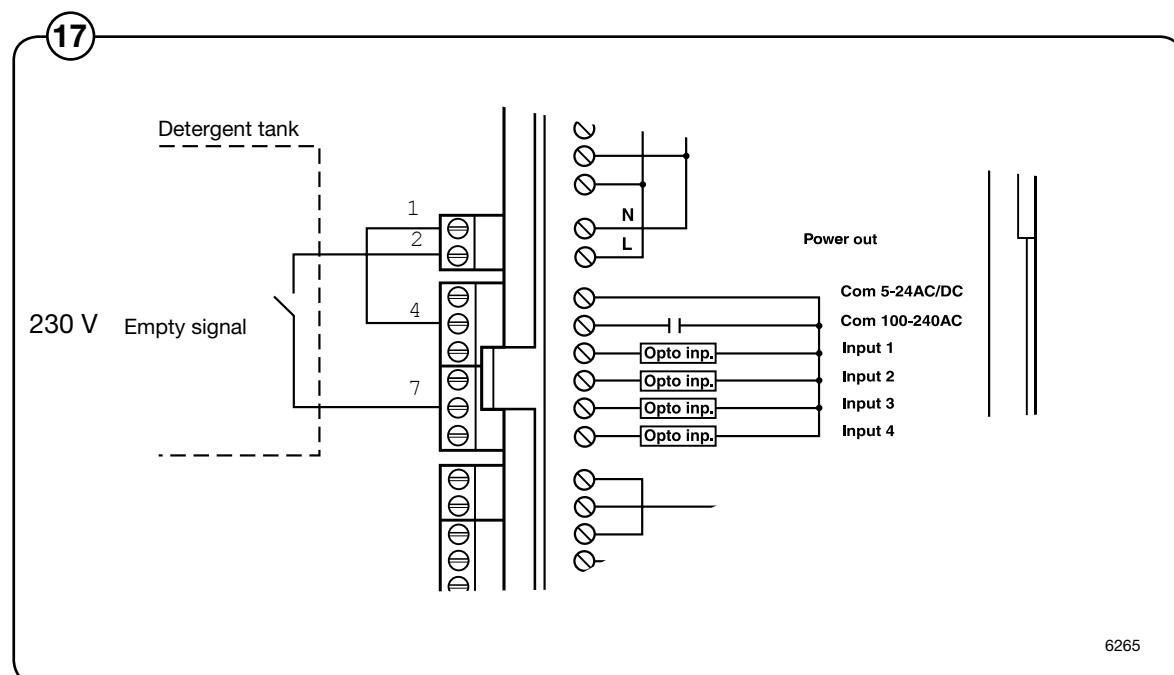 17
Detergent tank
1
2
4
7
230 V
Empty signal
N
L
Power out
Com 5-24AC/DC
Com 100-240AC
Opto inp.
Input 1
Opto inp.
Input 2
Opto inp.
Input 3
Opto inp.
Input 4
6265